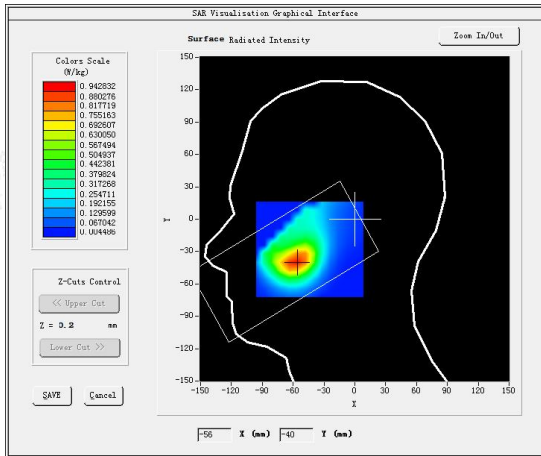 SAR Visualisation Graphical Interface
Surface Radiated Intensity
Zoom In/Out
Colors Scale
(W/kg)
0.942832
0.880276
0.817719
0.755163
0.692607
0.630050
0.567494
0.504937
0.442381
0.379824
0.317268
0.254711
0.192155
0.129599
0.067042
0.004486
150
120
90
60
30
0
-30
-60
-90
-120
-150
Y
-150 -120 -90 -60 -30 0 30 60 90 120 150
X
Z-Cuts Control
<< Upper Cut
Z = 0.2 mm
Lower Cut >>
SAVE Cancel
-56 X (mm) -40 Y (mm)